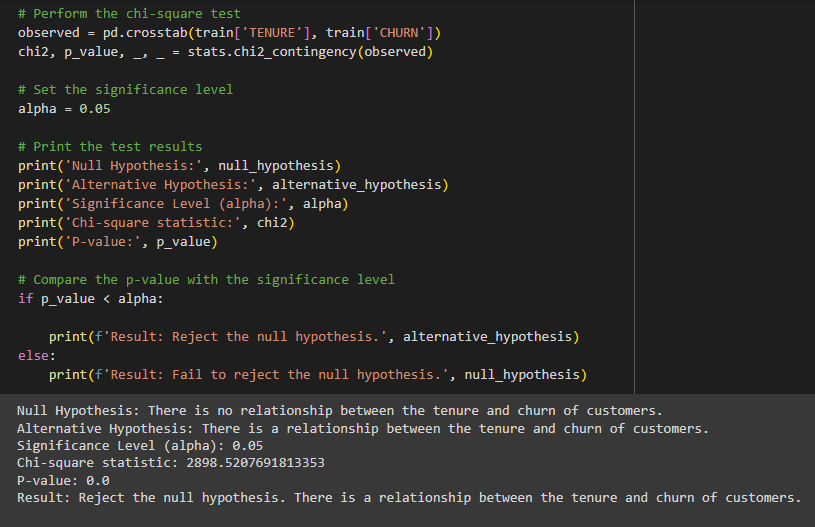 # Perform the chi-square test
observed = pd.crosstab(train['TENURE'], train['CHURN'])
chi2, p_value, _, _ = stats.chi2_contingency(observed)
# Set the significance level
alpha = 0.05
# Print the test results
print('Null Hypothesis:', null_hypothesis)
print('Alternative Hypothesis:', alternative_hypothesis)
print('Significance Level (alpha):', alpha)
print('Chi-square statistic:', chi2)
print('P-value:', p_value)
# Compare the p-value with the significance level
if p_value < alpha:
    print(f'Result: Reject the null hypothesis.', alternative_hypothesis)
else:
    print(f'Result: Fail to reject the null hypothesis.', null_hypothesis)
Null Hypothesis: There is no relationship between the tenure and churn of customers.
Alternative Hypothesis: There is a relationship between the tenure and churn of customers.
Significance Level (alpha): 0.05
Chi-square statistic: 2898.5207691813353
P-value: 0.0
Result: Reject the null hypothesis. There is a relationship between the tenure and churn of customers.